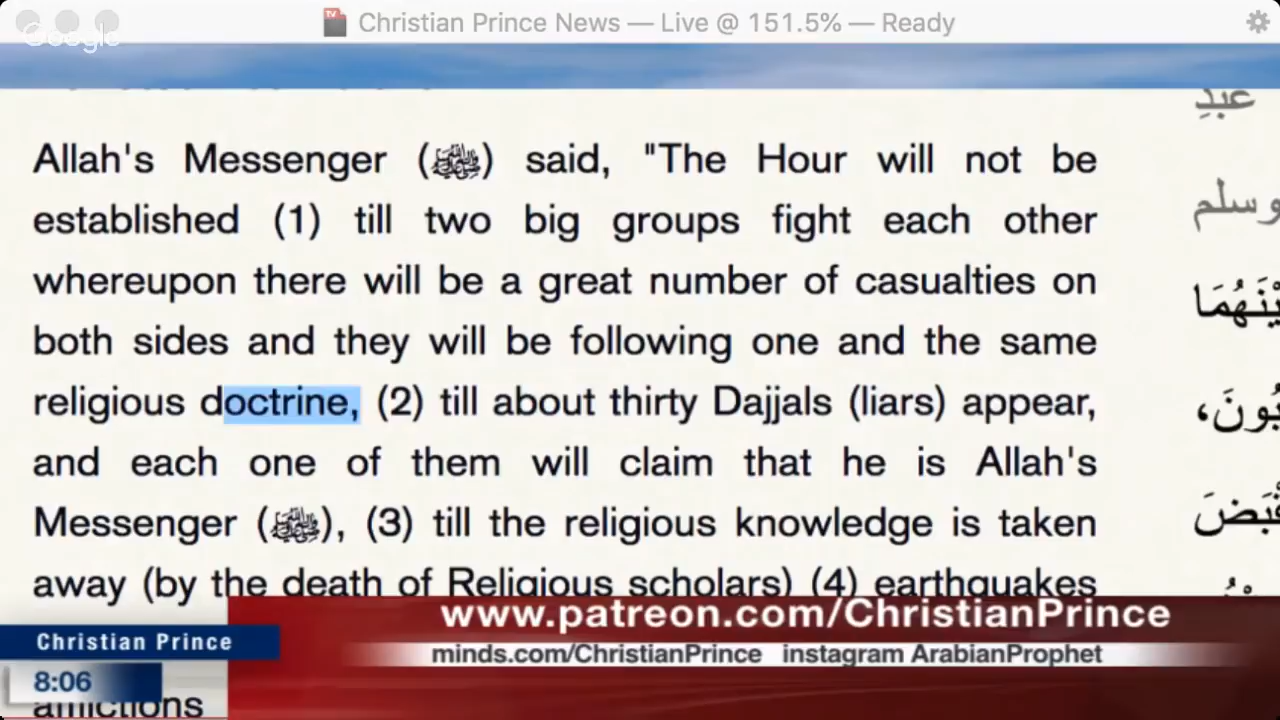 Google
Christian Prince News — Live @ 151.5% — Ready
Allah's Messenger (ﷺ) said, "The Hour will not be
established (1) till two big groups fight each other
whereupon there will be a great number of casualties on
both sides and they will be following one and the same
religious doctrine, (2) till about thirty Dajjals (liars) appear,
and each one of them will claim that he is Allah's
Messenger (ﷺ), (3) till the religious knowledge is taken
away (by the death of Religious scholars) (4) earthquakes
afflictions
عَبْدِ
وسلم
بُونَ،
www.patreon.com/ChristianPrince
Christian Prince
minds.com/ChristianPrince instagram ArabianProphet
8:06